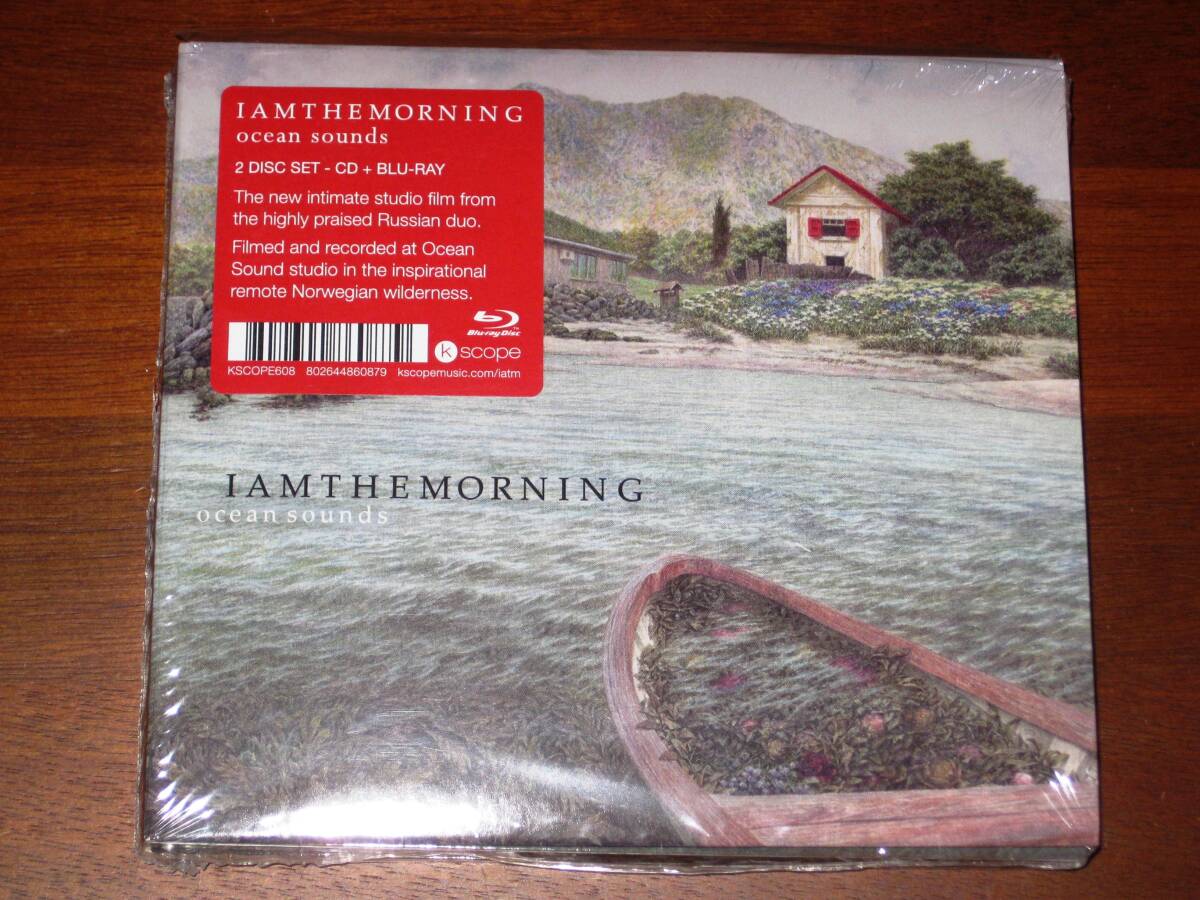 IAMTHEMORNING
ocean sounds
2 DISC SET - CD + BLU-RAY
The new intimate studio film from
the highly praised Russian duo.
Filmed and recorded at Ocean
Sound studio in the inspirational
remote Norwegian wilderness.
Blu-ray Disc
TM
k scope
KSCOPE608 802644860879 kscopemusic.com/iatm
IAMTHEMORNING
ocean sounds